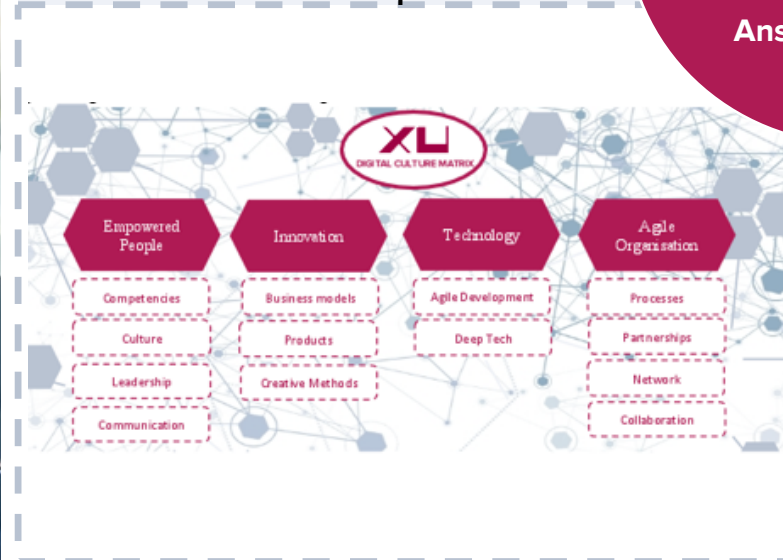 Ans
XU
DIGITAL CULTURE MATRIX
Empowered
People
Competencies
Culture
Leadership
Communication
Innovation
Business models
Products
Creative Methods
Technology
Agile Development
Deep Tech
Agile
Organisation
Processes
Partnerships
Network
Collaboration